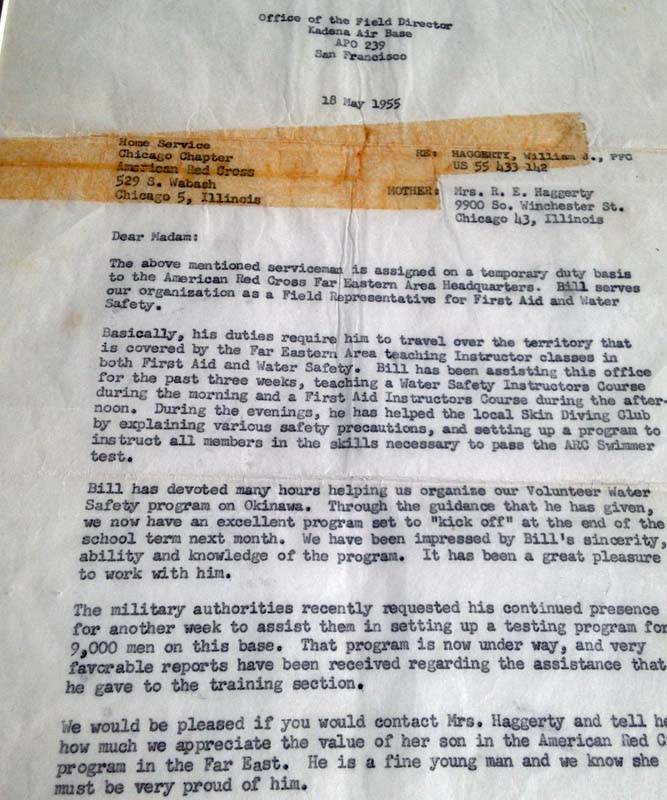 Office of the Field Director
Kadena Air Base
APO 239
San Francisco
18 May 1955
Home Service
Chicago Chapter
American Red Cross
529 S. Wabash
Chicago 5, Illinois
RE: HAGGERTY, William J., PFC
US 55 433 142
MOTHER: Mrs. R. E. Haggerty
9900 So. Winchester St.
Chicago 43, Illinois
Dear Madam:
The above mentioned serviceman is assigned on a temporary duty basis
to the American Red Cross Far Eastern Area Headquarters. Bill serves
our organization as a Field Representative for First Aid and Water
Safety.
Basically, his duties require him to travel over the territory that
is covered by the Far Eastern Area teaching Instructor classes in
both First Aid and Water Safety. Bill has been assisting this office
for the past three weeks, teaching a Water Safety Instructors Course
during the morning and a First Aid Instructors Course during the after-
noon. During the evenings, he has helped the local Skin Diving Club
by explaining various safety precautions, and setting up a program to
instruct all members in the skills necessary to pass the ARC Swimmer
test.
Bill has devoted many hours helping us organize our Volunteer Water
Safety program on Okinawa. Through the guidance that he has given,
we now have an excellent program set to "kick off" at the end of the
school term next month. We have been impressed by Bill's sincerity,
ability and knowledge of the program. It has been a great pleasure
to work with him.
The military authorities recently requested his continued presence
for another week to assist them in setting up a testing program for
9,000 men on this base. That program is now under way, and very
favorable reports have been received regarding the assistance that
he gave to the training section.
We would be pleased if you would contact Mrs. Haggerty and tell he
how much we appreciate the value of her son in the American Red C
program in the Far East. He is a fine young man and we know she
must be very proud of him.